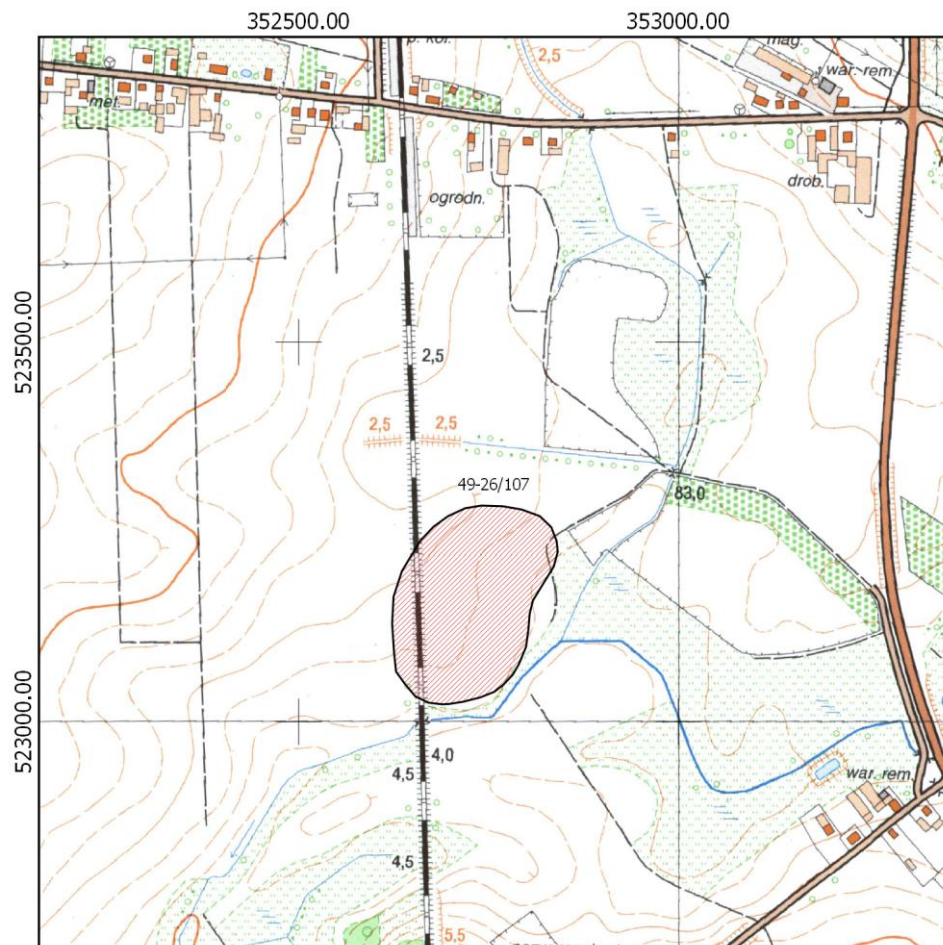 352500.00
353000.00
p. kol.
2,5
mag.
war. rem.
met.
drob.
ogrodn.
523500.00
2,5
2,5
2,5
49-26/107
83,0
523000.00
4,0
4,5
war. rem.
4,5
5,5